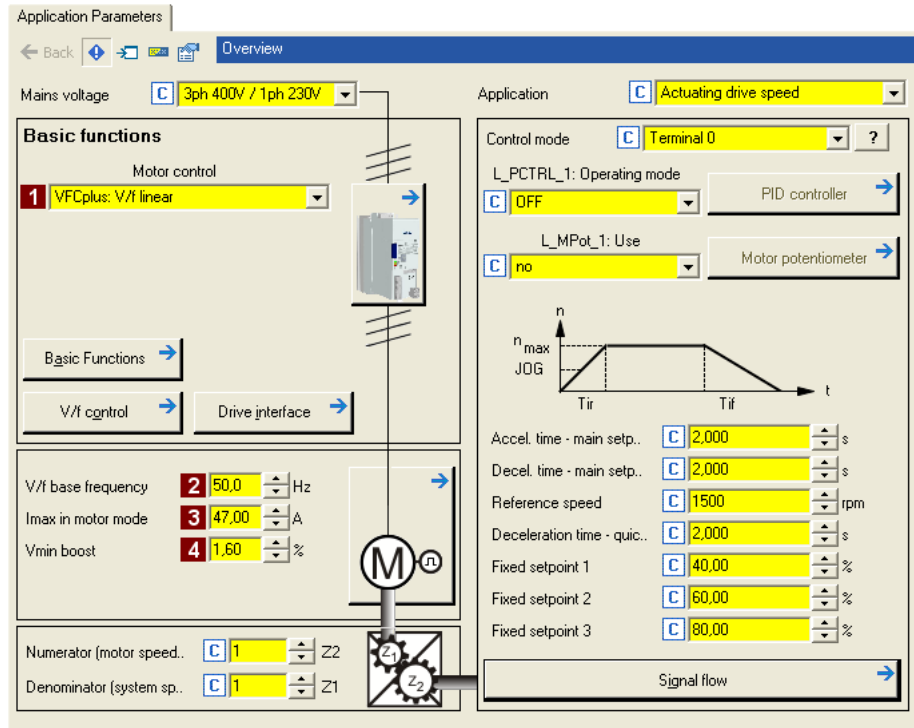 Application Parameters
Back
Overview
Mains voltage C 3ph 400V / 1ph 230V
Application C Actuating drive speed
Basic functions
Motor control
1 VFCplus: V/f linear
Basic Functions
V/f control
Drive interface
V/f base frequency 2 50,0 Hz
Imax in motor mode 3 47,00 A
Vmin boost 4 1,60 %
M
Numerator (motor speed.. C 1 Z2
Denominator (system sp.. C 1 Z1
Z1
Z2
Control mode C Terminal 0 ?
L_PCTRL_1: Operating mode
C OFF
PID controller
L_MPot_1: Use
C no
Motor potentiometer
n
nmax
JOG
t
Tir
Tif
Accel. time - main setp.. C 2,000 s
Decel. time - main setp.. C 2,000 s
Reference speed C 1500 rpm
Deceleration time - quic.. C 2,000 s
Fixed setpoint 1 C 40,00 %
Fixed setpoint 2 C 60,00 %
Fixed setpoint 3 C 80,00 %
Signal flow